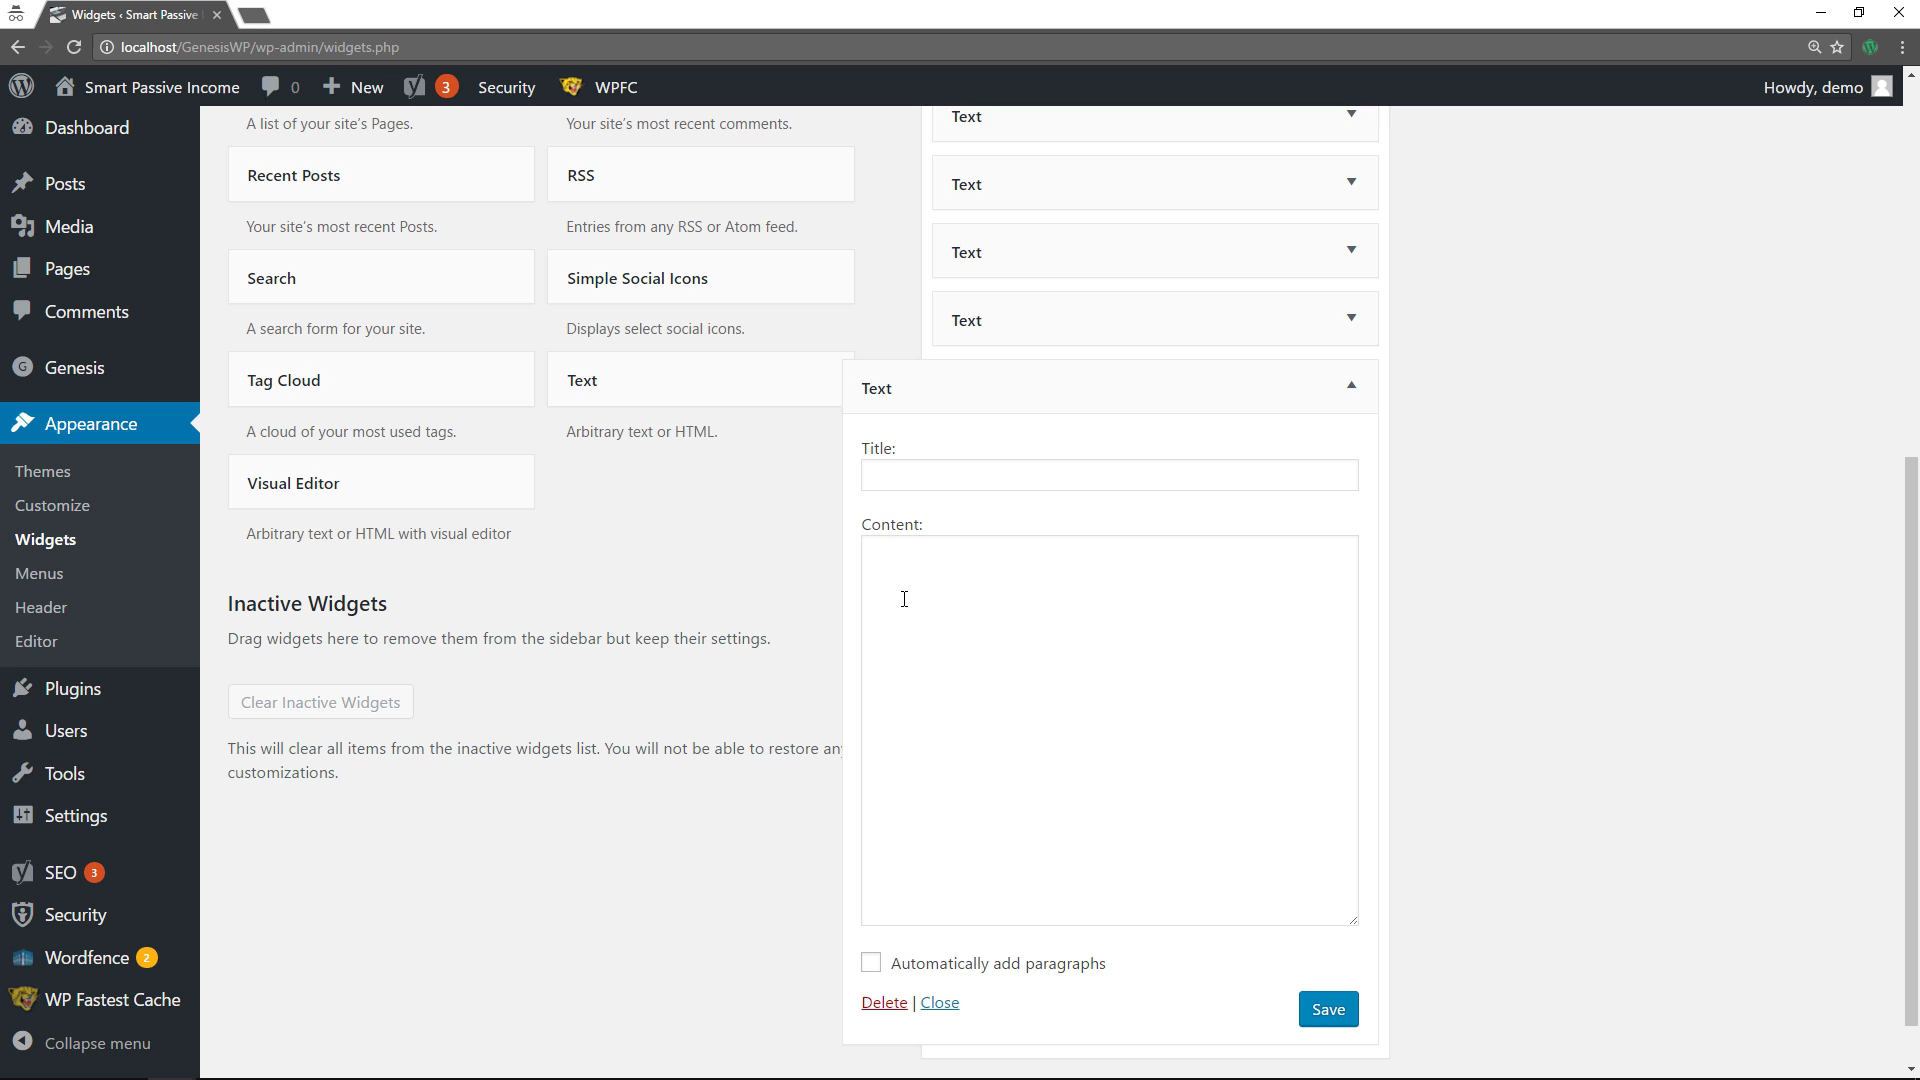 Widgets ‹ Smart Passive
localhost/GenesisWP/wp-admin/widgets.php
Smart Passive Income
0
New
3
Security
WPFC
Howdy, demo
Dashboard
Posts
Media
Pages
Comments
Genesis
Appearance
Themes
Customize
Widgets
Menus
Header
Editor
Plugins
Users
Tools
Settings
SEO 3
Security
Wordfence 2
WP Fastest Cache
Collapse menu
A list of your site's Pages.
Your site's most recent comments.
Recent Posts
RSS
Your site's most recent Posts.
Entries from any RSS or Atom feed.
Search
Simple Social Icons
A search form for your site.
Displays select social icons.
Tag Cloud
Text
A cloud of your most used tags.
Arbitrary text or HTML.
Visual Editor
Arbitrary text or HTML with visual editor
Inactive Widgets
Drag widgets here to remove them from the sidebar but keep their settings.
Clear Inactive Widgets
This will clear all items from the inactive widgets list. You will not be able to restore any
customizations.
Text
Text
Text
Text
Text
Title:
Content:
Automatically add paragraphs
Delete | Close
Save